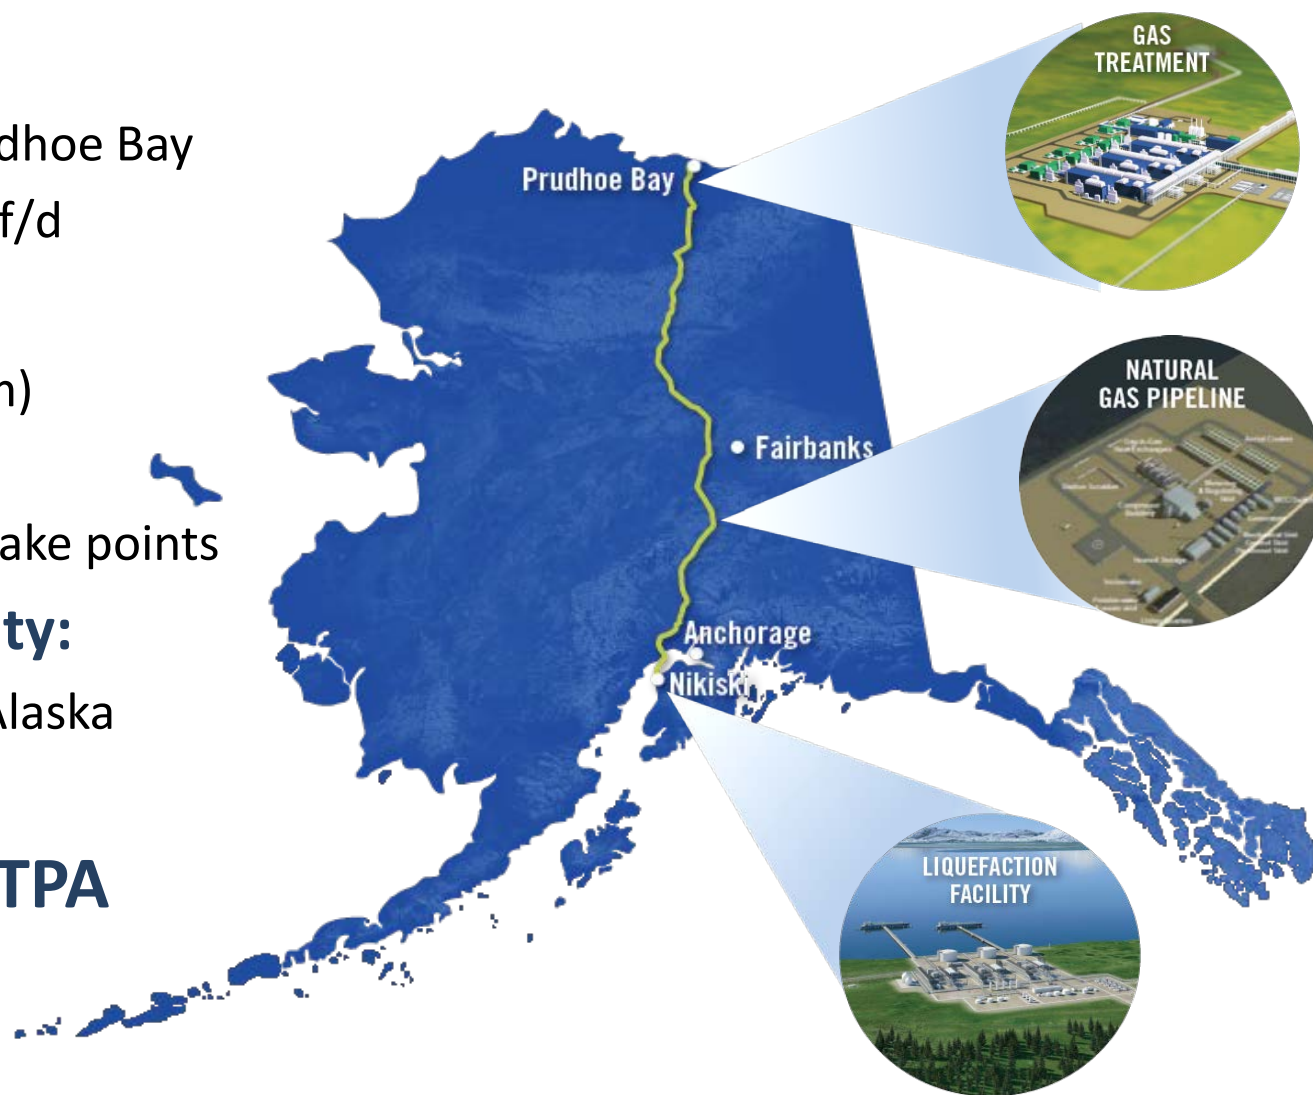 dhoe Bay
f/d
n)
ake points
ty:
Alaska
TPA
Prudhoe Bay
Fairbanks
Anchorage
Nikiski
GAS
TREATMENT
NATURAL
GAS PIPELINE
LIQUEFACTION
FACILITY